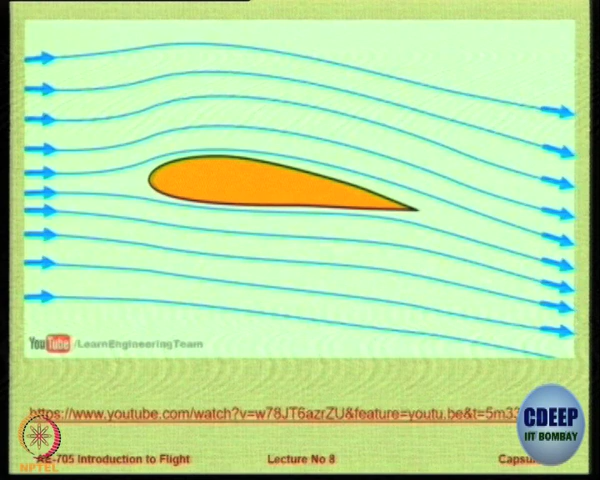 YouTube /LearnEngineeringTeam
https://www.youtube.com/watch?v=w78JT6azrZU&feature=youtu.be&t=5m33
CDEEP
IIT BOMBAY
NPTEL
AE-705 Introduction to Flight Lecture No 8